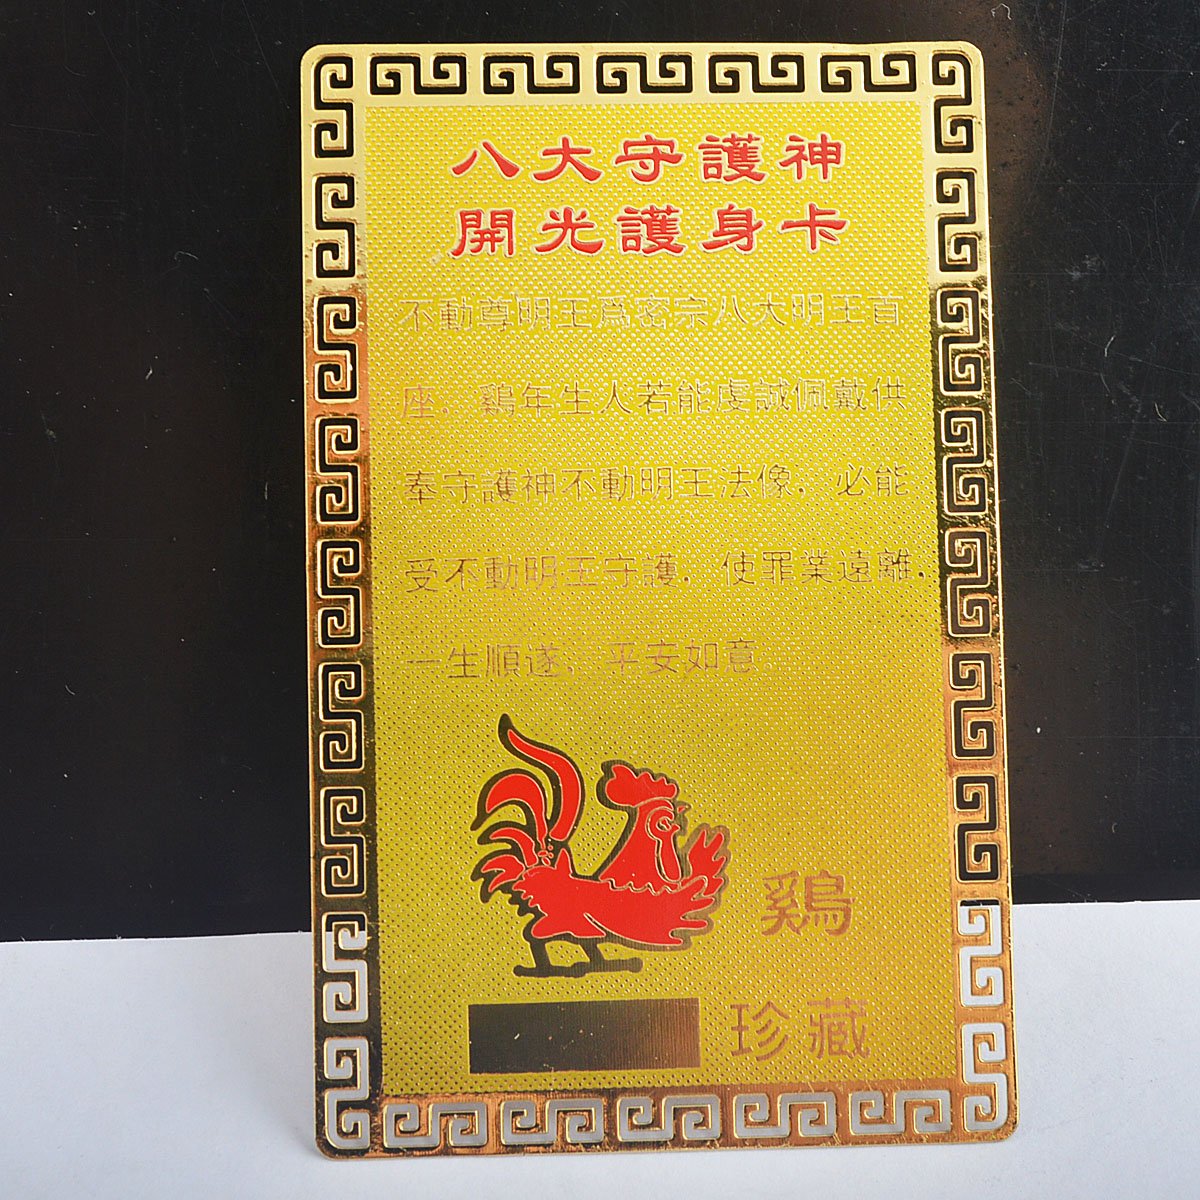 八大守護神
開光護身卡
不動尊明王爲密宗八大明王首
座．鷄年生人若能虔誠佩戴供
奉守護神不動明王法像．必能
受不動明王守護．使罪業遠離．
一生順遂．平安如意
鷄
珍藏